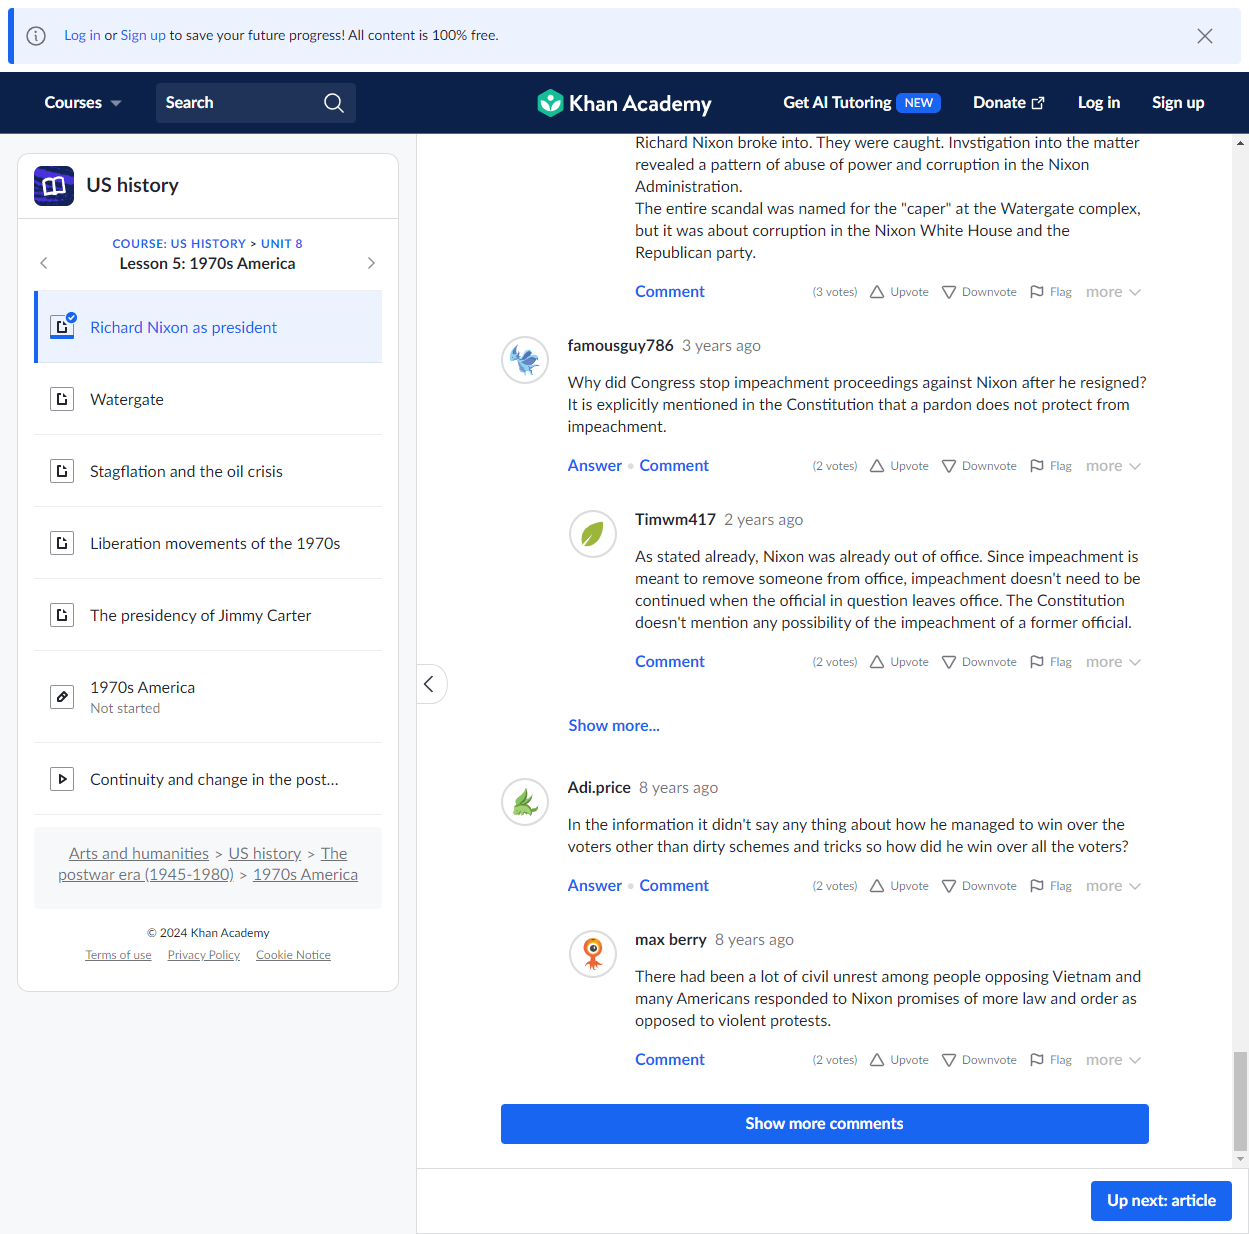 Log in or Sign up to save your future progress! All content is 100% free.
Courses
Search
Khan Academy
Get AI Tutoring NEW
Donate
Log in
Sign up
US history
COURSE: US HISTORY > UNIT 8
Lesson 5: 1970s America
Richard Nixon as president
Watergate
Stagflation and the oil crisis
Liberation movements of the 1970s
The presidency of Jimmy Carter
1970s America
Not started
Continuity and change in the post...
Arts and humanities > US history > The
postwar era (1945-1980) > 1970s America
© 2024 Khan Academy
Terms of use Privacy Policy Cookie Notice
Richard Nixon broke into. They were caught. Invstigation into the matter
revealed a pattern of abuse of power and corruption in the Nixon
Administration.
The entire scandal was named for the "caper" at the Watergate complex,
but it was about corruption in the Nixon White House and the
Republican party.
Comment (3 votes) Upvote Downvote Flag more
famousguy786 3 years ago
Why did Congress stop impeachment proceedings against Nixon after he resigned?
It is explicitly mentioned in the Constitution that a pardon does not protect from
impeachment.
Answer • Comment (2 votes) Upvote Downvote Flag more
Timwm417 2 years ago
As stated already, Nixon was already out of office. Since impeachment is
meant to remove someone from office, impeachment doesn't need to be
continued when the official in question leaves office. The Constitution
doesn't mention any possibility of the impeachment of a former official.
Comment (2 votes) Upvote Downvote Flag more
Show more...
Adi.price 8 years ago
In the information it didn't say any thing about how he managed to win over the
voters other than dirty schemes and tricks so how did he win over all the voters?
Answer • Comment (2 votes) Upvote Downvote Flag more
max berry 8 years ago
There had been a lot of civil unrest among people opposing Vietnam and
many Americans responded to Nixon promises of more law and order as
opposed to violent protests.
Comment (2 votes) Upvote Downvote Flag more
Show more comments
Up next: article